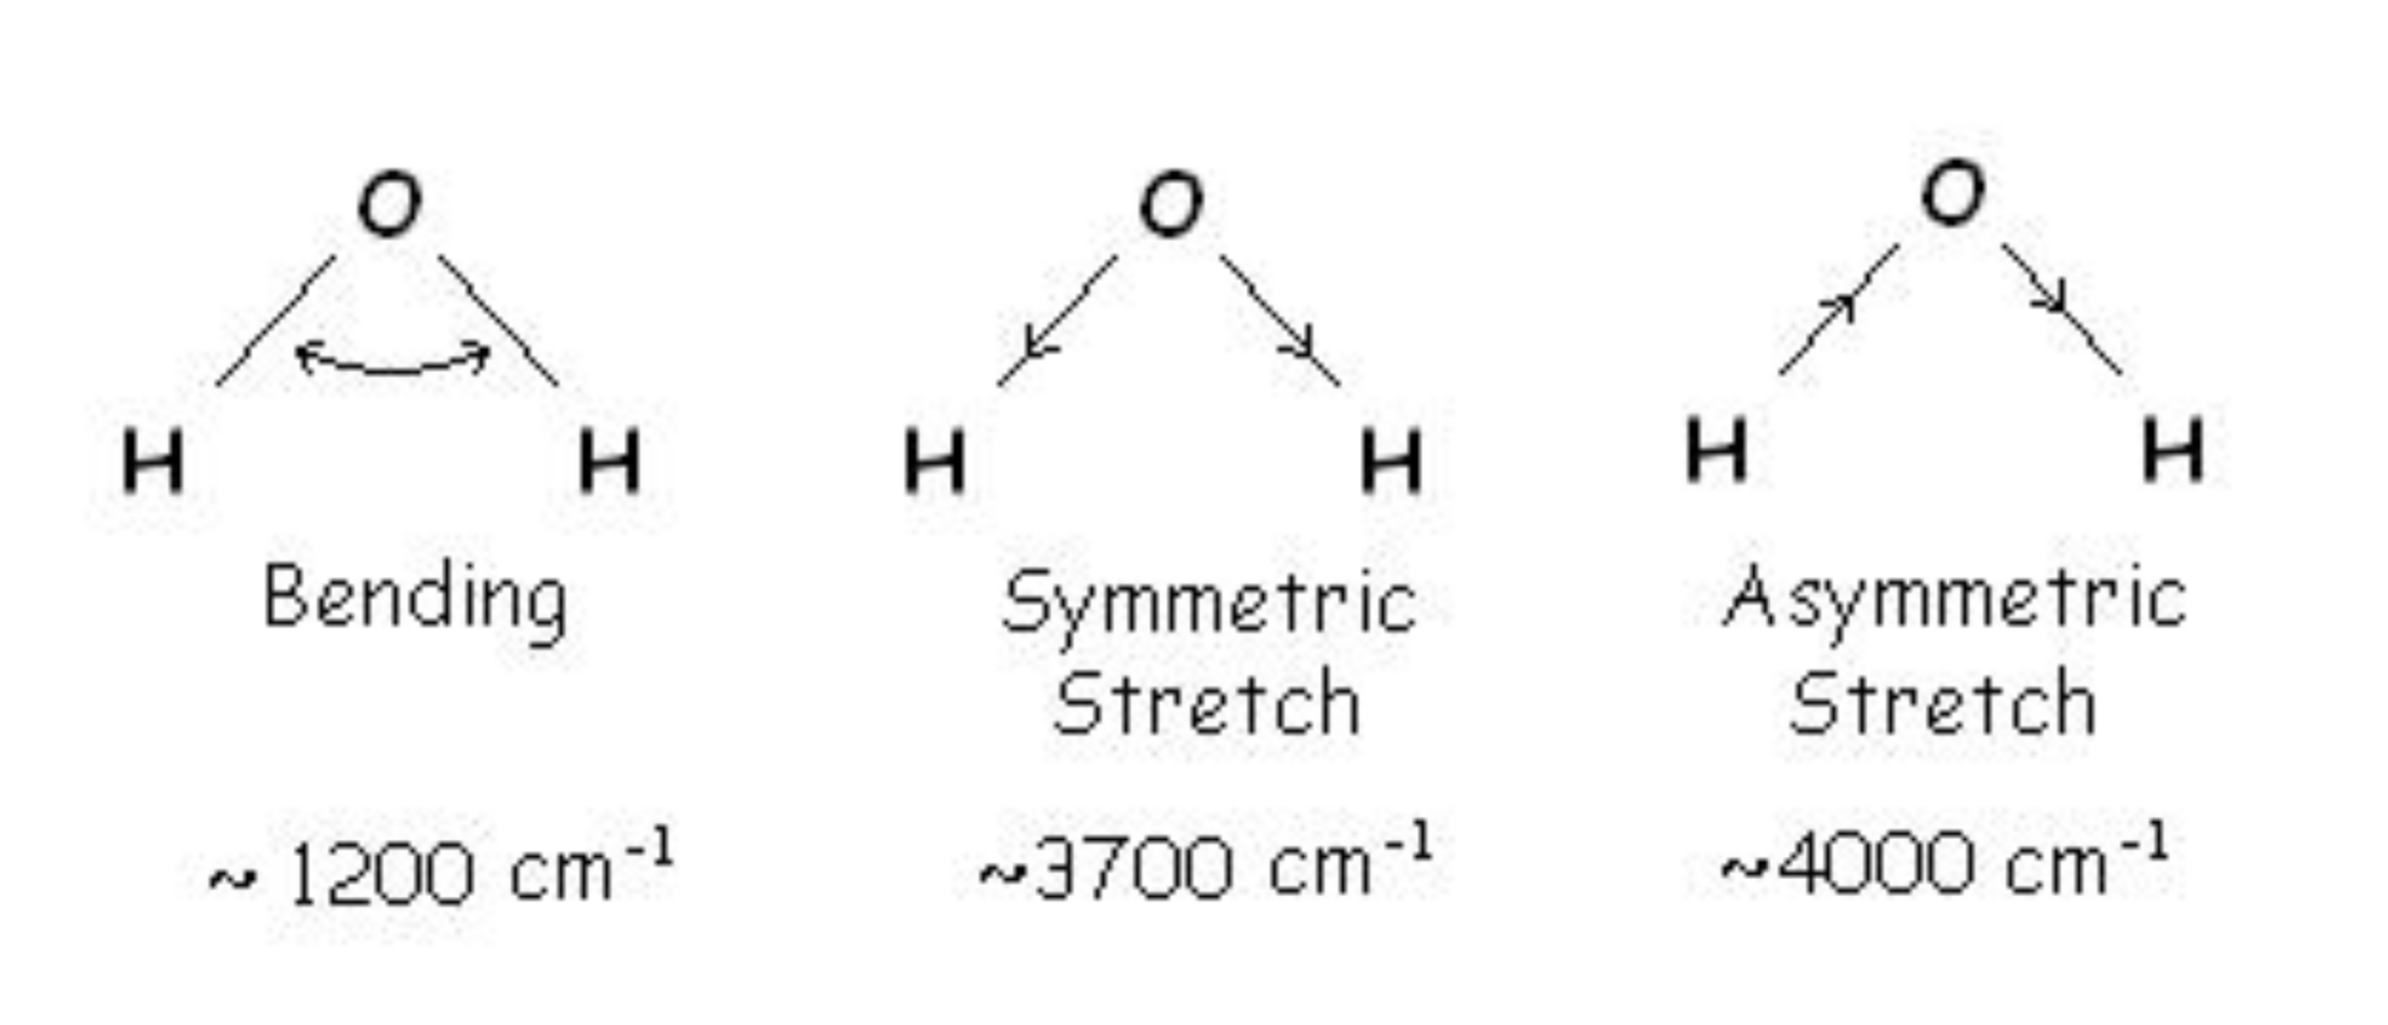 O O O
H H H H H H
Bending Symmetric Stretch Asymmetric Stretch
~ 1200 cm⁻¹ ~3700 cm⁻¹ ~4000 cm⁻¹